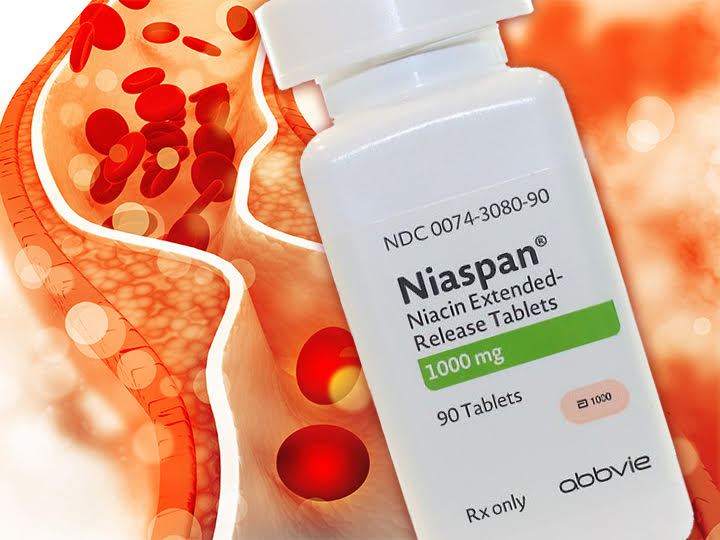 NDC 0074-3080-90
Niaspan®
Niacin Extended-
Release Tablets
1000 mg
90 Tablets
a 1000
Rx only
abbvie